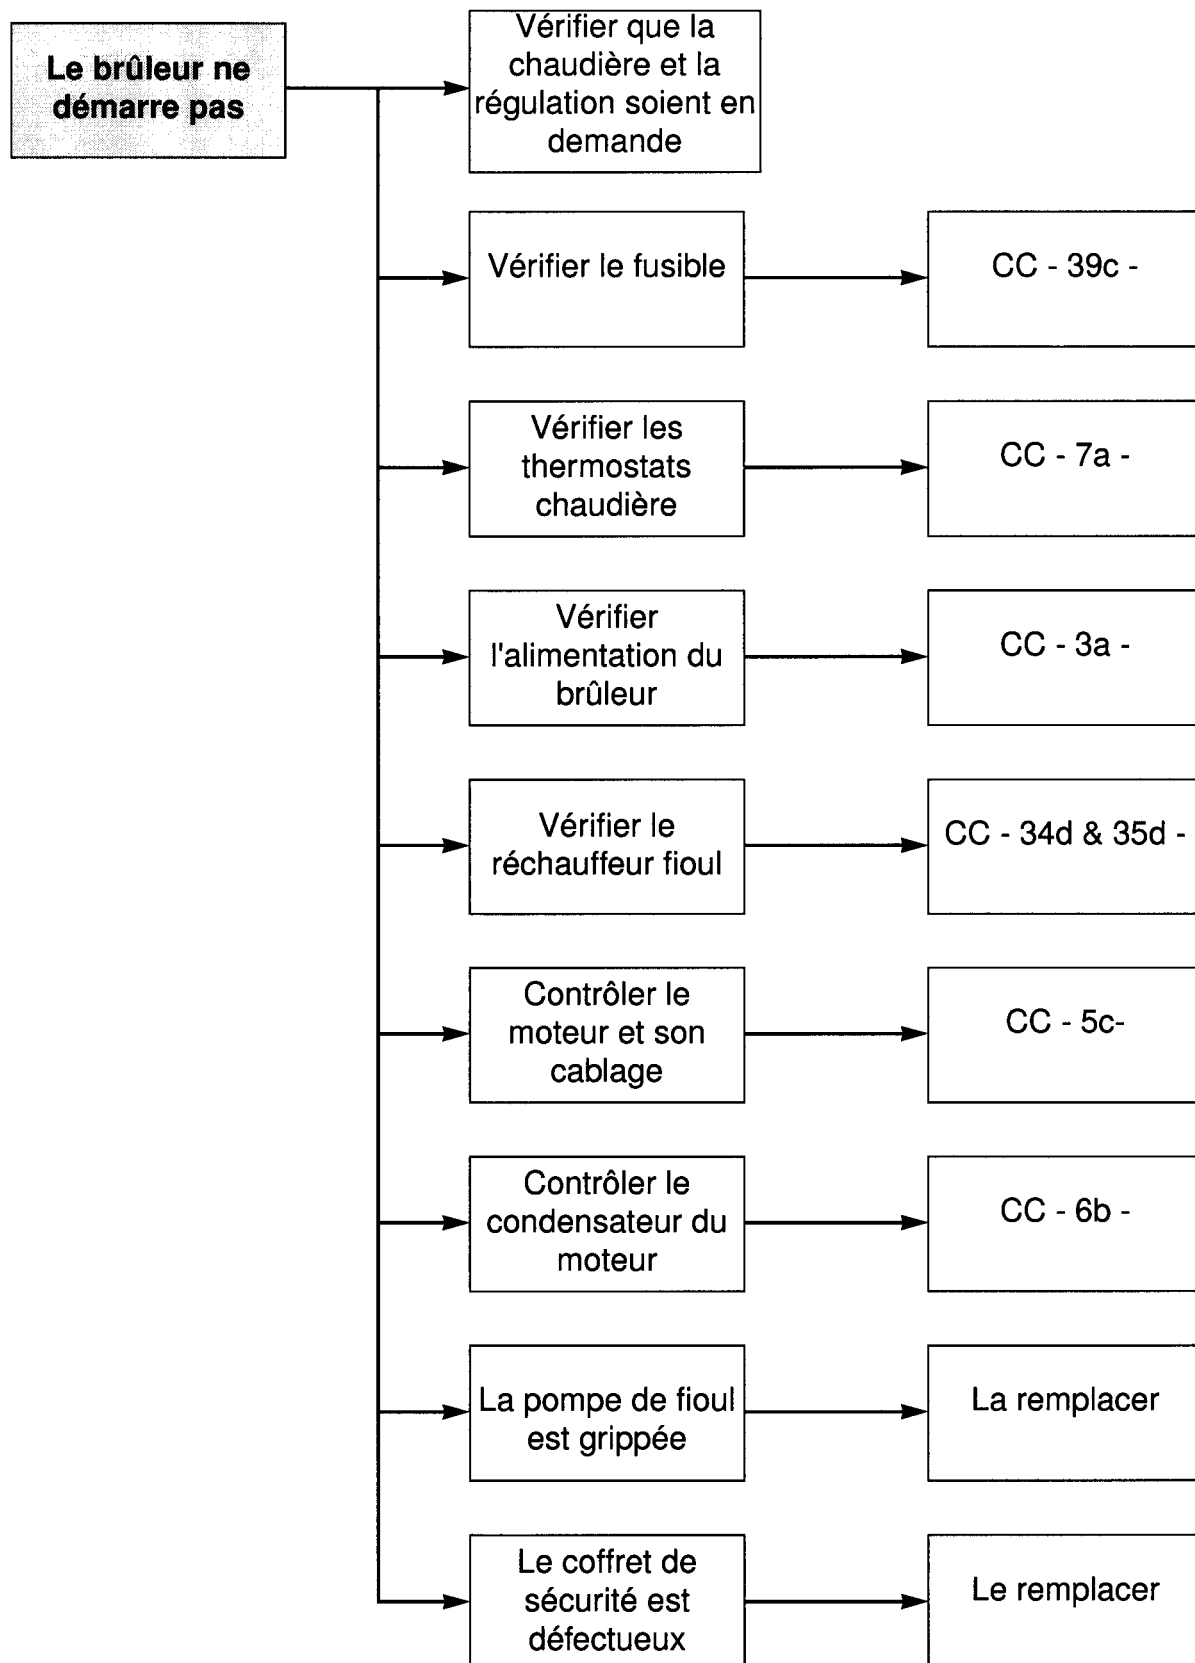 Le brûleur ne
démarre pas
Vérifier que la
chaudière et la
régulation soient en
demande
Vérifier le fusible
CC - 39c -
Vérifier les
thermostats
chaudière
CC - 7a -
Vérifier
l'alimentation du
brûleur
CC - 3a -
Vérifier le
réchauffeur fioul
CC - 34d & 35d -
Contrôler le
moteur et son
cablage
CC - 5c-
Contrôler le
condensateur du
moteur
CC - 6b -
La pompe de fioul
est grippée
La remplacer
Le coffret de
sécurité est
défectueux
Le remplacer